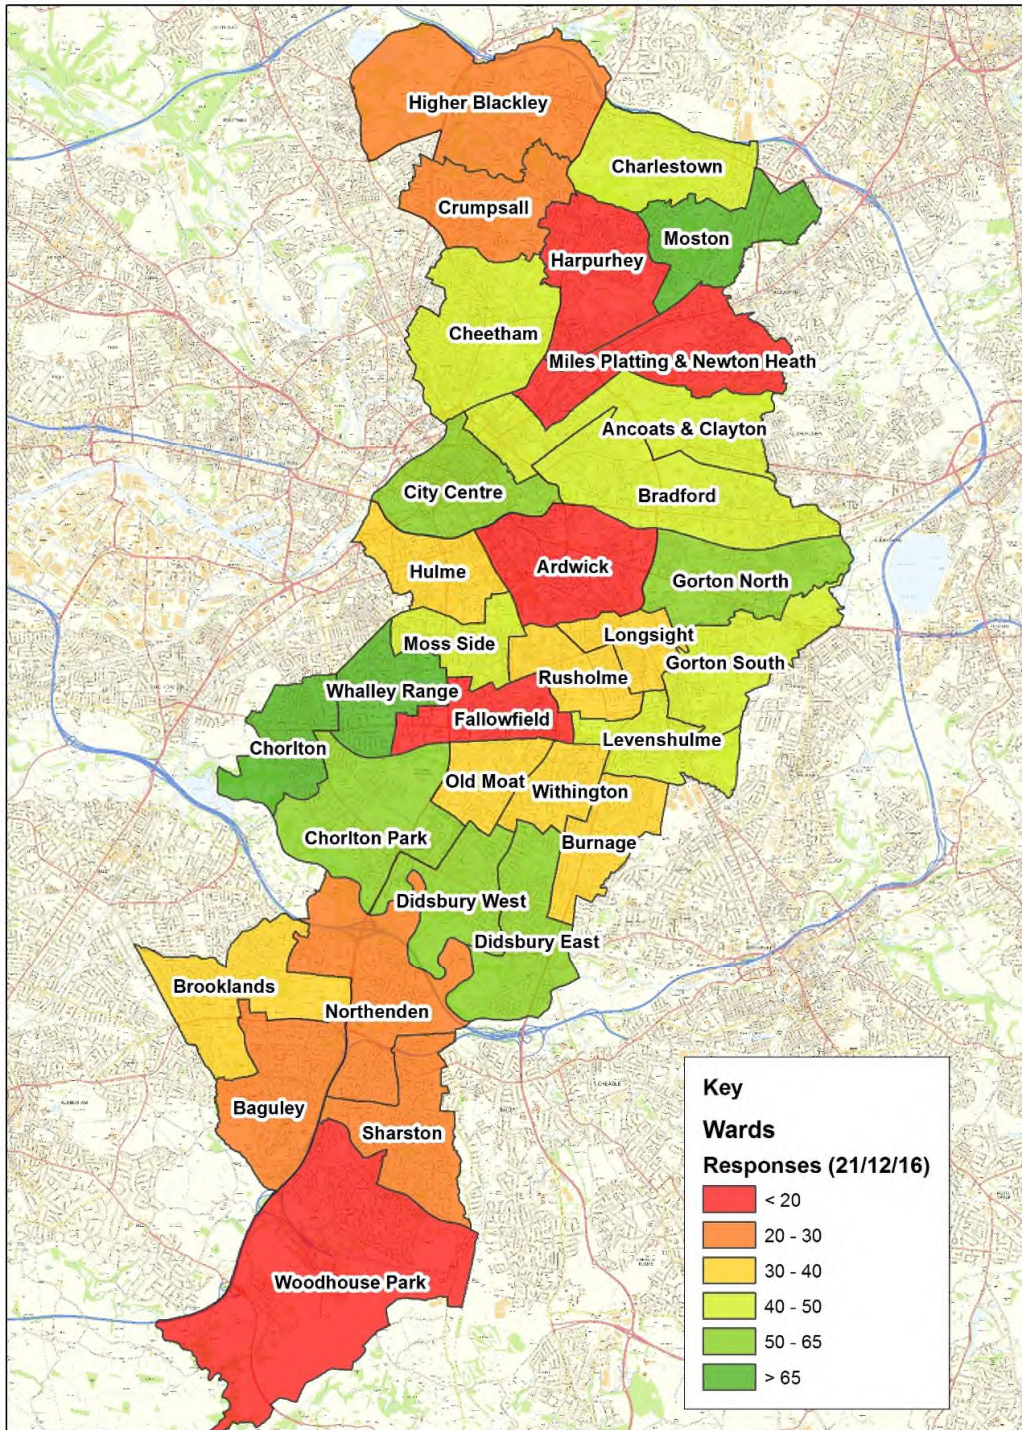 Higher Blackley
Charlestown
Crumpsall
Moston
Harpurhey
Cheetham
Miles Platting & Newton Heath
Ancoats & Clayton
City Centre
Bradford
Hulme
Ardwick
Gorton North
Moss Side
Longsight
Rusholme
Gorton South
Whalley Range
Fallowfield
Chorlton
Levenshulme
Old Moat
Withington
Chorlton Park
Burnage
Didsbury West
Didsbury East
Brooklands
Northenden
Baguley
Sharston
Woodhouse Park
Key
Wards
Responses (21/12/16)
< 20
20 - 30
30 - 40
40 - 50
50 - 65
> 65